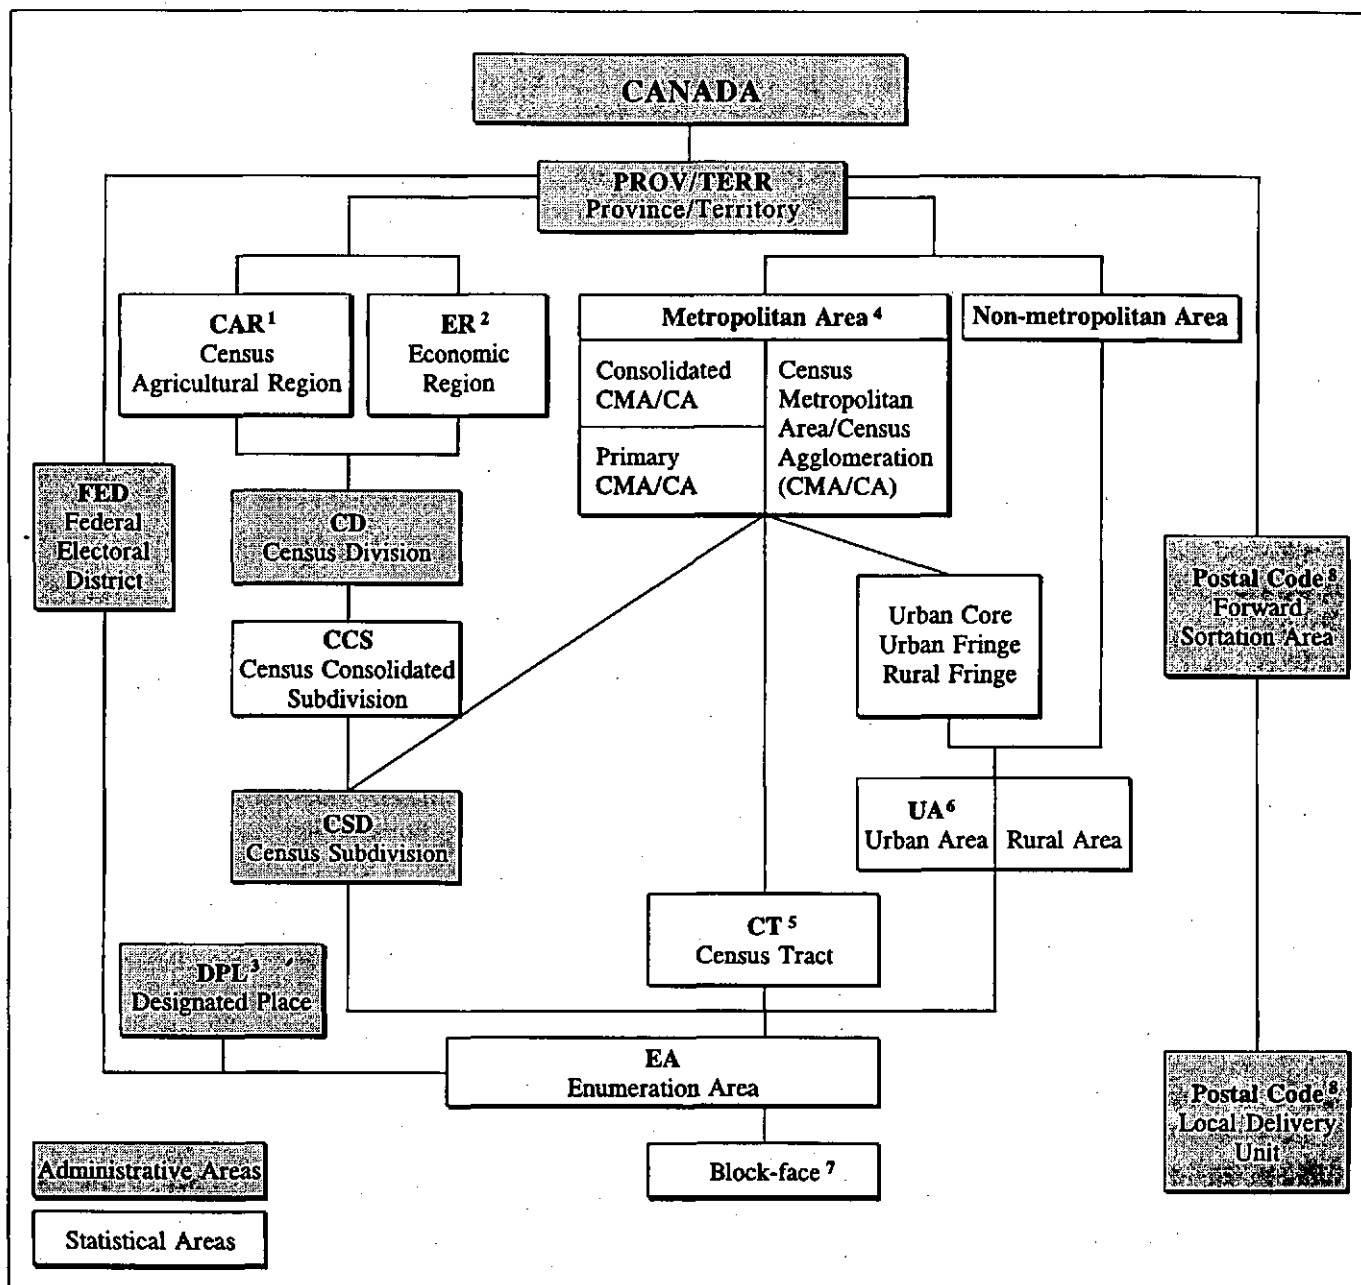 CANADA
PROV/TERR
Province/Territory
CAR¹
Census
Agricultural Region
ER²
Economic
Region
Metropolitan Area⁴
Consolidated
CMA/CA
Primary
CMA/CA
Census
Metropolitan
Area/Census
Agglomeration
(CMA/CA)
Non-metropolitan Area
FED
Federal
Electoral
District
CD
Census Division
CCS
Census Consolidated
Subdivision
Urban Core
Urban Fringe
Rural Fringe
Postal Code⁸
Forward
Sortation Area
CSD
Census Subdivision
UA⁶
Urban Area
Rural Area
CT⁵
Census Tract
DPL³
Designated Place
EA
Enumeration Area
Postal Code⁸
Local Delivery
Unit
Block-face⁷
Administrative Areas
Statistical Areas